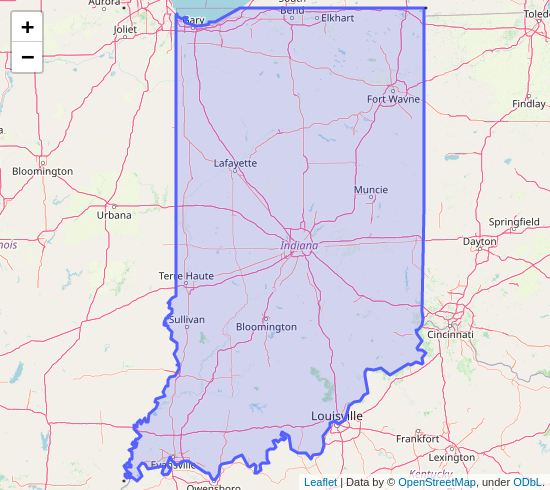 +
−
Aurora
Joliet
Gary
South
Bend
Elkhart
Toledo
Fort Wayne
Findlay
Bloomington
Lafayette
Muncie
Urbana
Springfield
Indiana
Dayton
Terre Haute
Sullivan
Bloomington
Cincinnati
Louisville
Frankfort
Evansville
Lexington
Kentucky
Owensboro
Leaflet | Data by © OpenStreetMap, under ODbL.